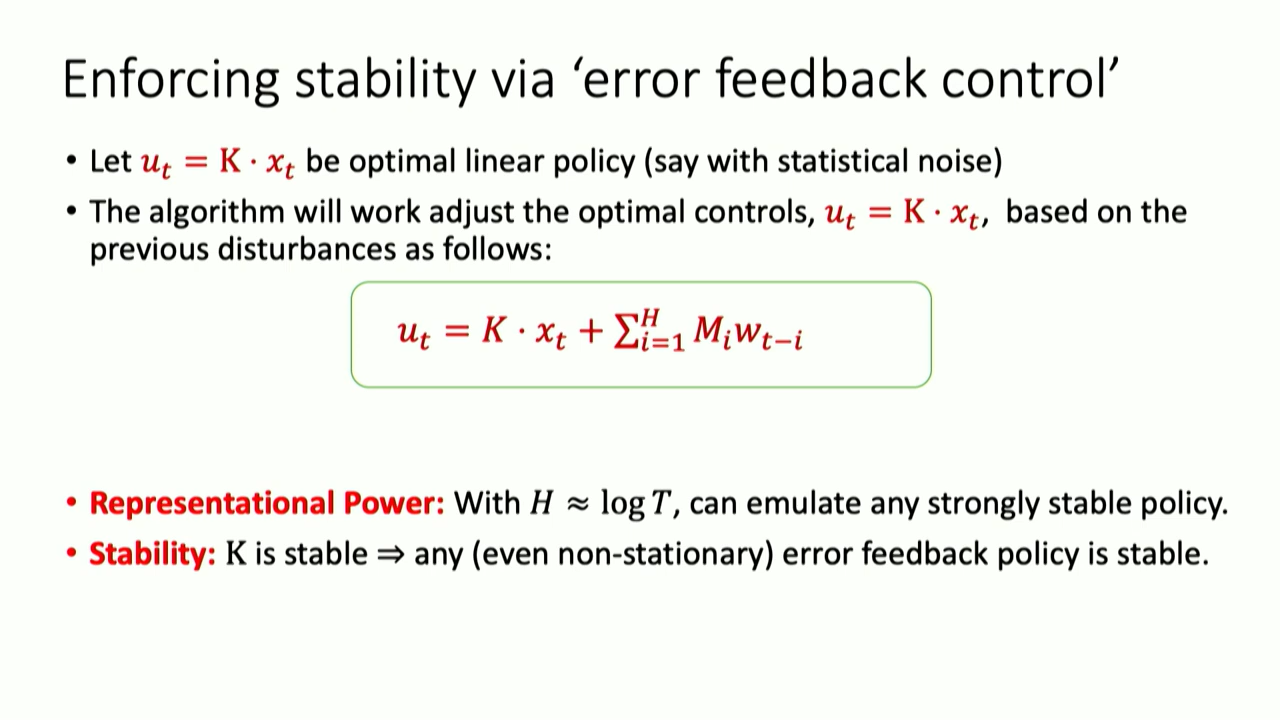 Enforcing stability via ‘error feedback control’
• Let u_t = K · x_t be optimal linear policy (say with statistical noise)
• The algorithm will work adjust the optimal controls, u_t = K · x_t, based on the
previous disturbances as follows:
u_t = K · x_t + ∑_{i=1}^{H} M_i w_{t−i}
• Representational Power: With H ≈ log T, can emulate any strongly stable policy.
• Stability: K is stable ⇒ any (even non-stationary) error feedback policy is stable.